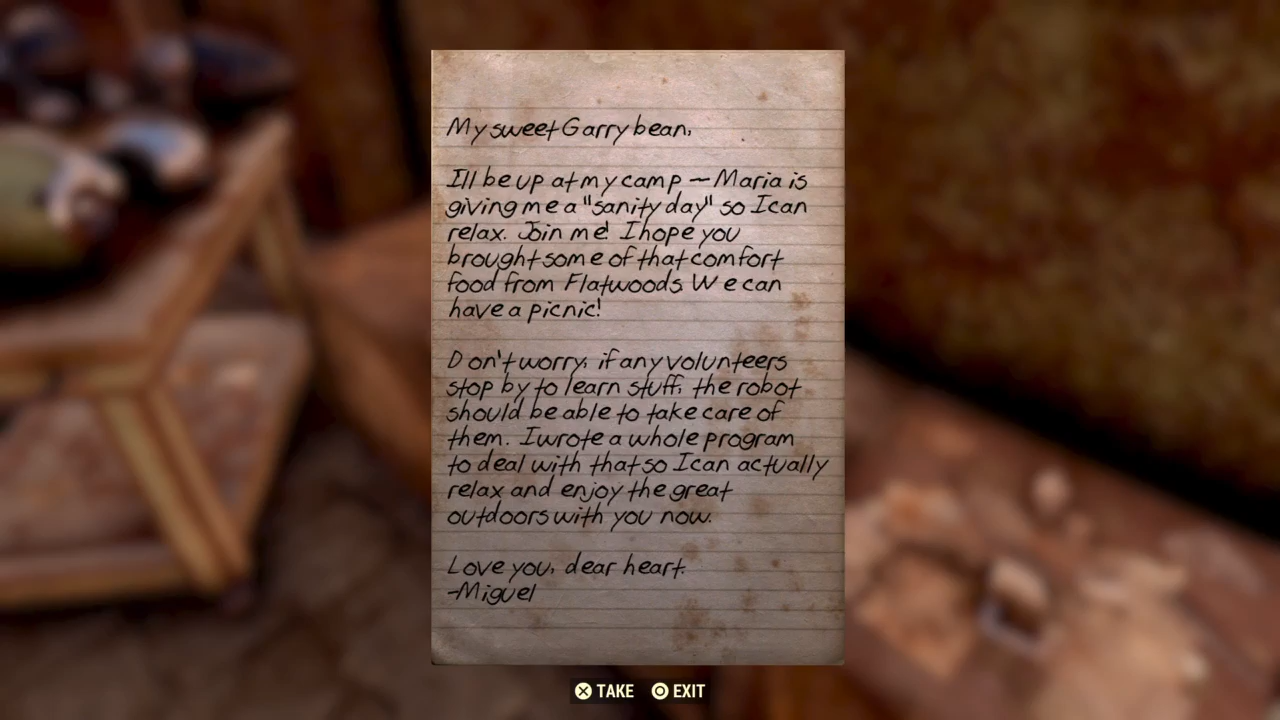 My sweet Garry bean,
I'll be up at my camp — Maria is
giving me a "sanity day" so I can
relax. Join me! I hope you
brought some of that comfort
food from Flatwoods. We can
have a picnic!
Don't worry, if any volunteers
stop by to learn stuff, the robot
should be able to take care of
them. I wrote a whole program
to deal with that so I can actually
relax and enjoy the great
outdoors with you now.
Love you, dear heart.
-Miguel
TAKE EXIT